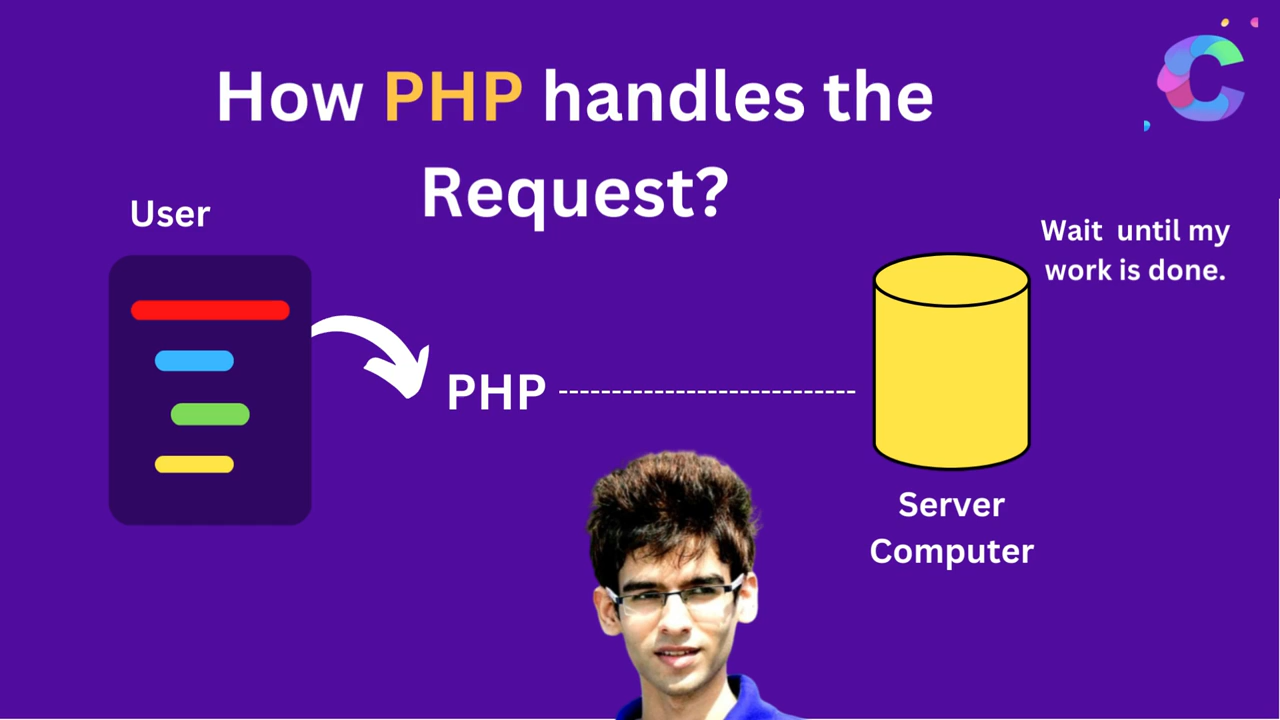 How PHP handles the
Request?
User
Wait until my
work is done.
PHP ---------------------------
Server
Computer